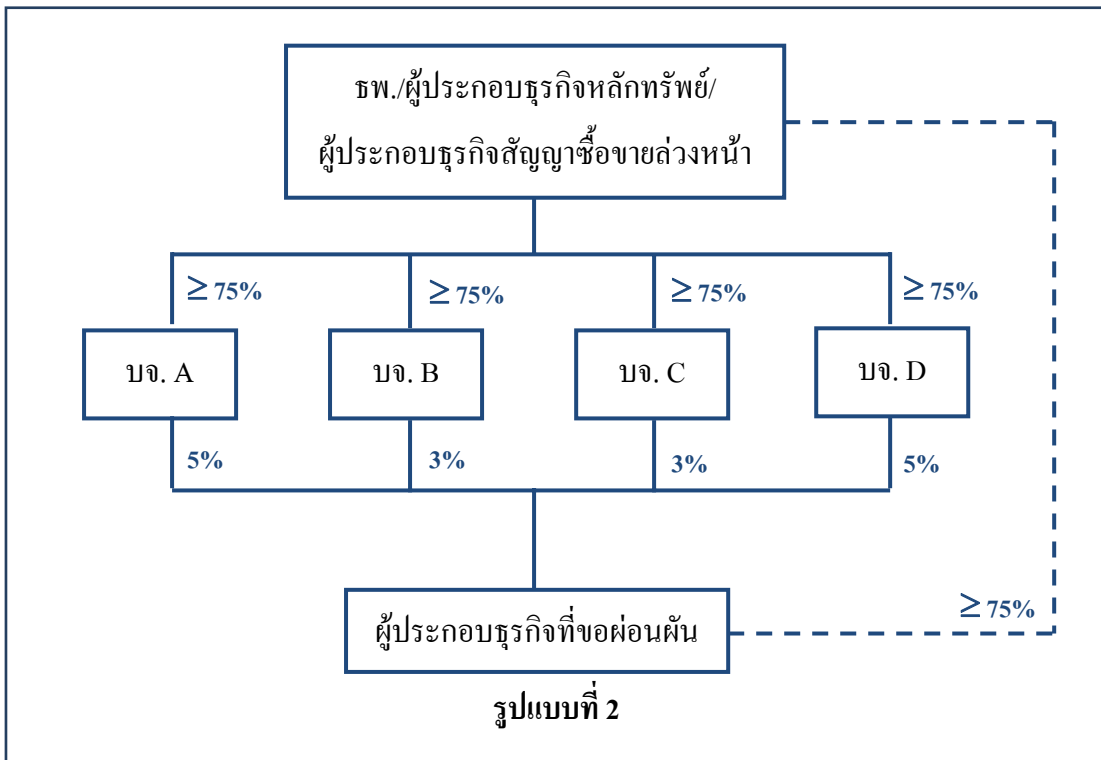 ธพ./ผู้ประกอบธุรกิจหลักทรัพย์/
ผู้ประกอบธุรกิจสัญญาซื้อขายล่วงหน้า
≥ 75%
≥ 75%
≥ 75%
≥ 75%
บจ. A
บจ. B
บจ. C
บจ. D
5%
3%
3%
5%
≥ 75%
ผู้ประกอบธุรกิจที่ขอผ่อนผัน
รูปแบบที่ 2